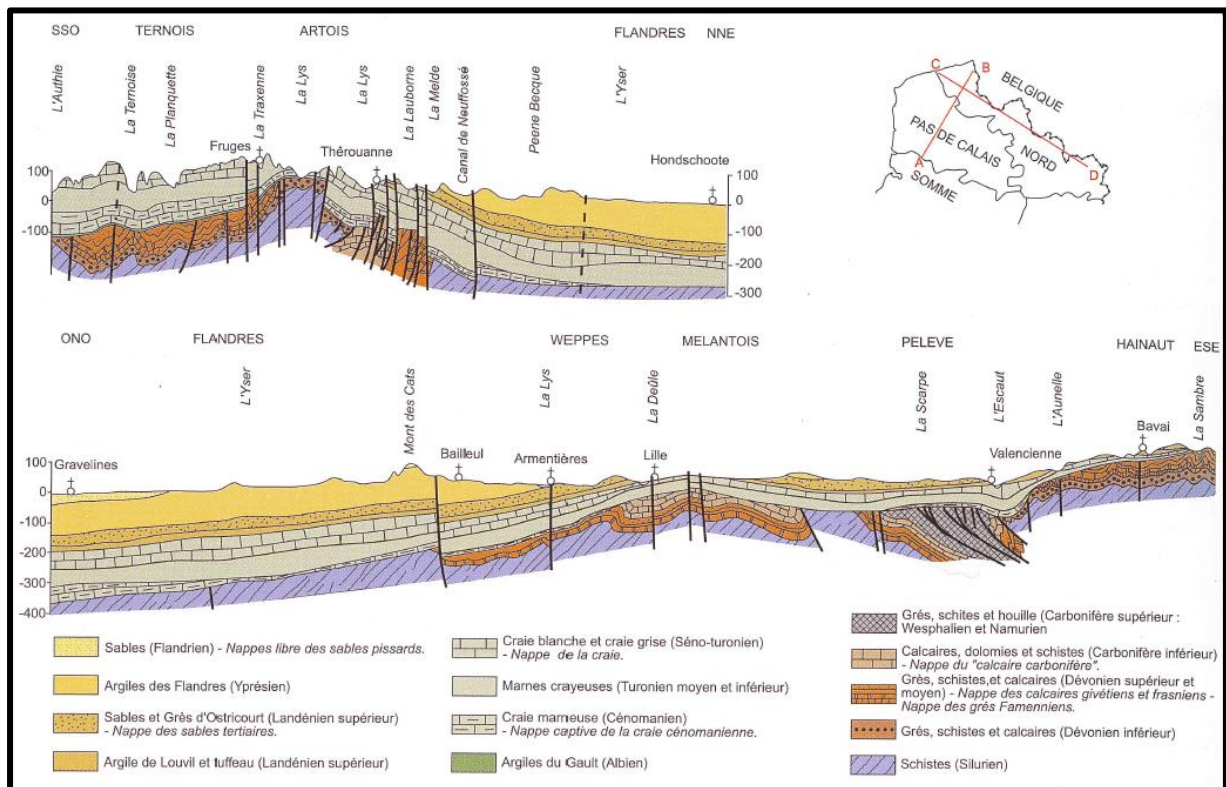 SSO TERNOIS ARTOIS FLANDRES NNE
L'Authie
La Ternoise
La Planquette
La Traxenne
La Lys
La Lys
La Lauborne
La Melde
Canal de Neuffossé
Peene Becque
L'Yser
Fruges
Thérouanne
Hondschoote
100
0
-100
100
0
-100
-200
-300
C
B
BELGIQUE
PAS DE CALAIS
NORD
A
D
SOMME
ONO FLANDRES WEPPES MELANTOIS PELEVE HAINAUT ESE
L'Yser
Mont des Cats
La Lys
La Deûle
La Scarpe
L'Escaut
L'Aunelle
La Sambre
Gravelines
Bailleul
Armentières
Lille
Valencienne
Bavai
100
0
-100
-200
-300
-400
Sables (Flandrien) - Nappes libre des sables pissards.
Argiles des Flandres (Yprésien)
Sables et Grès d'Ostricourt (Landénien supérieur)
- Nappe des sables tertiaires.
Argile de Louvil et tuffeau (Landénien supérieur)
Craie blanche et craie grise (Séno-turonien)
- Nappe de la craie.
Marnes crayeuses (Turonien moyen et inférieur)
Craie marneuse (Cénomanien)
- Nappe captive de la craie cénomanienne.
Argiles du Gault (Albien)
Grés, schites et houille (Carbonifère supérieur :
Wesphalien et Namurien
Calcaires, dolomies et schistes (Carbonifère inférieur)
- Nappe du "calcaire carbonifère".
Grés, schistes,et calcaires (Dévonien supérieur et
moyen) - Nappe des calcaires givétiens et frasniens -
Nappe des grés Famenniens.
Grés, schistes et calcaires (Dévonien inférieur)
Schistes (Silurien)